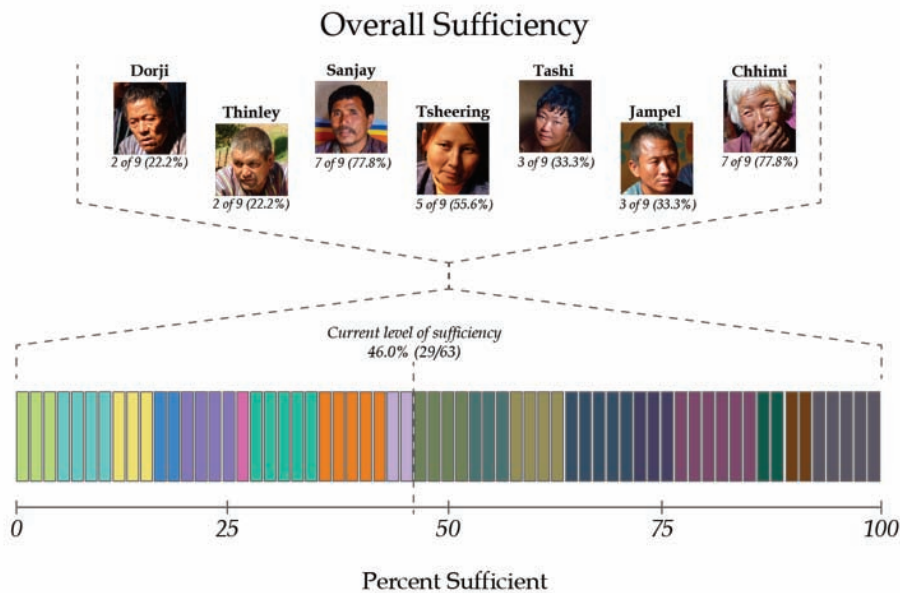 Overall Sufficiency
Dorji
2 of 9 (22.2%)
Thinley
2 of 9 (22.2%)
Sanjay
7 of 9 (77.8%)
Tsheering
5 of 9 (55.6%)
Tashi
3 of 9 (33.3%)
Jampel
3 of 9 (33.3%)
Chhimi
7 of 9 (77.8%)
Current level of sufficiency
46.0% (29/63)
0 25 50 75 100
Percent Sufficient